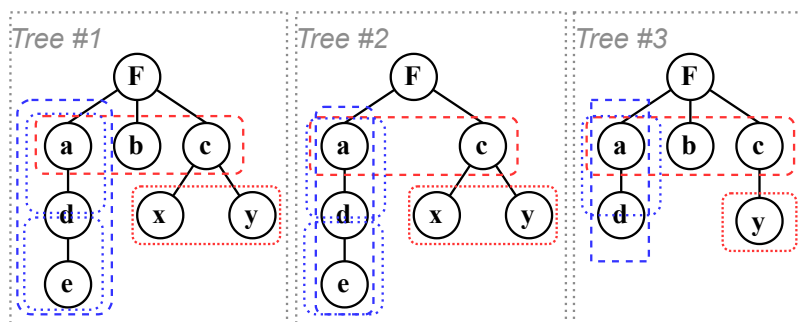 Tree #1 Tree #2 Tree #3
F F F
a b c a c a b c
d x y d x y d y
e e